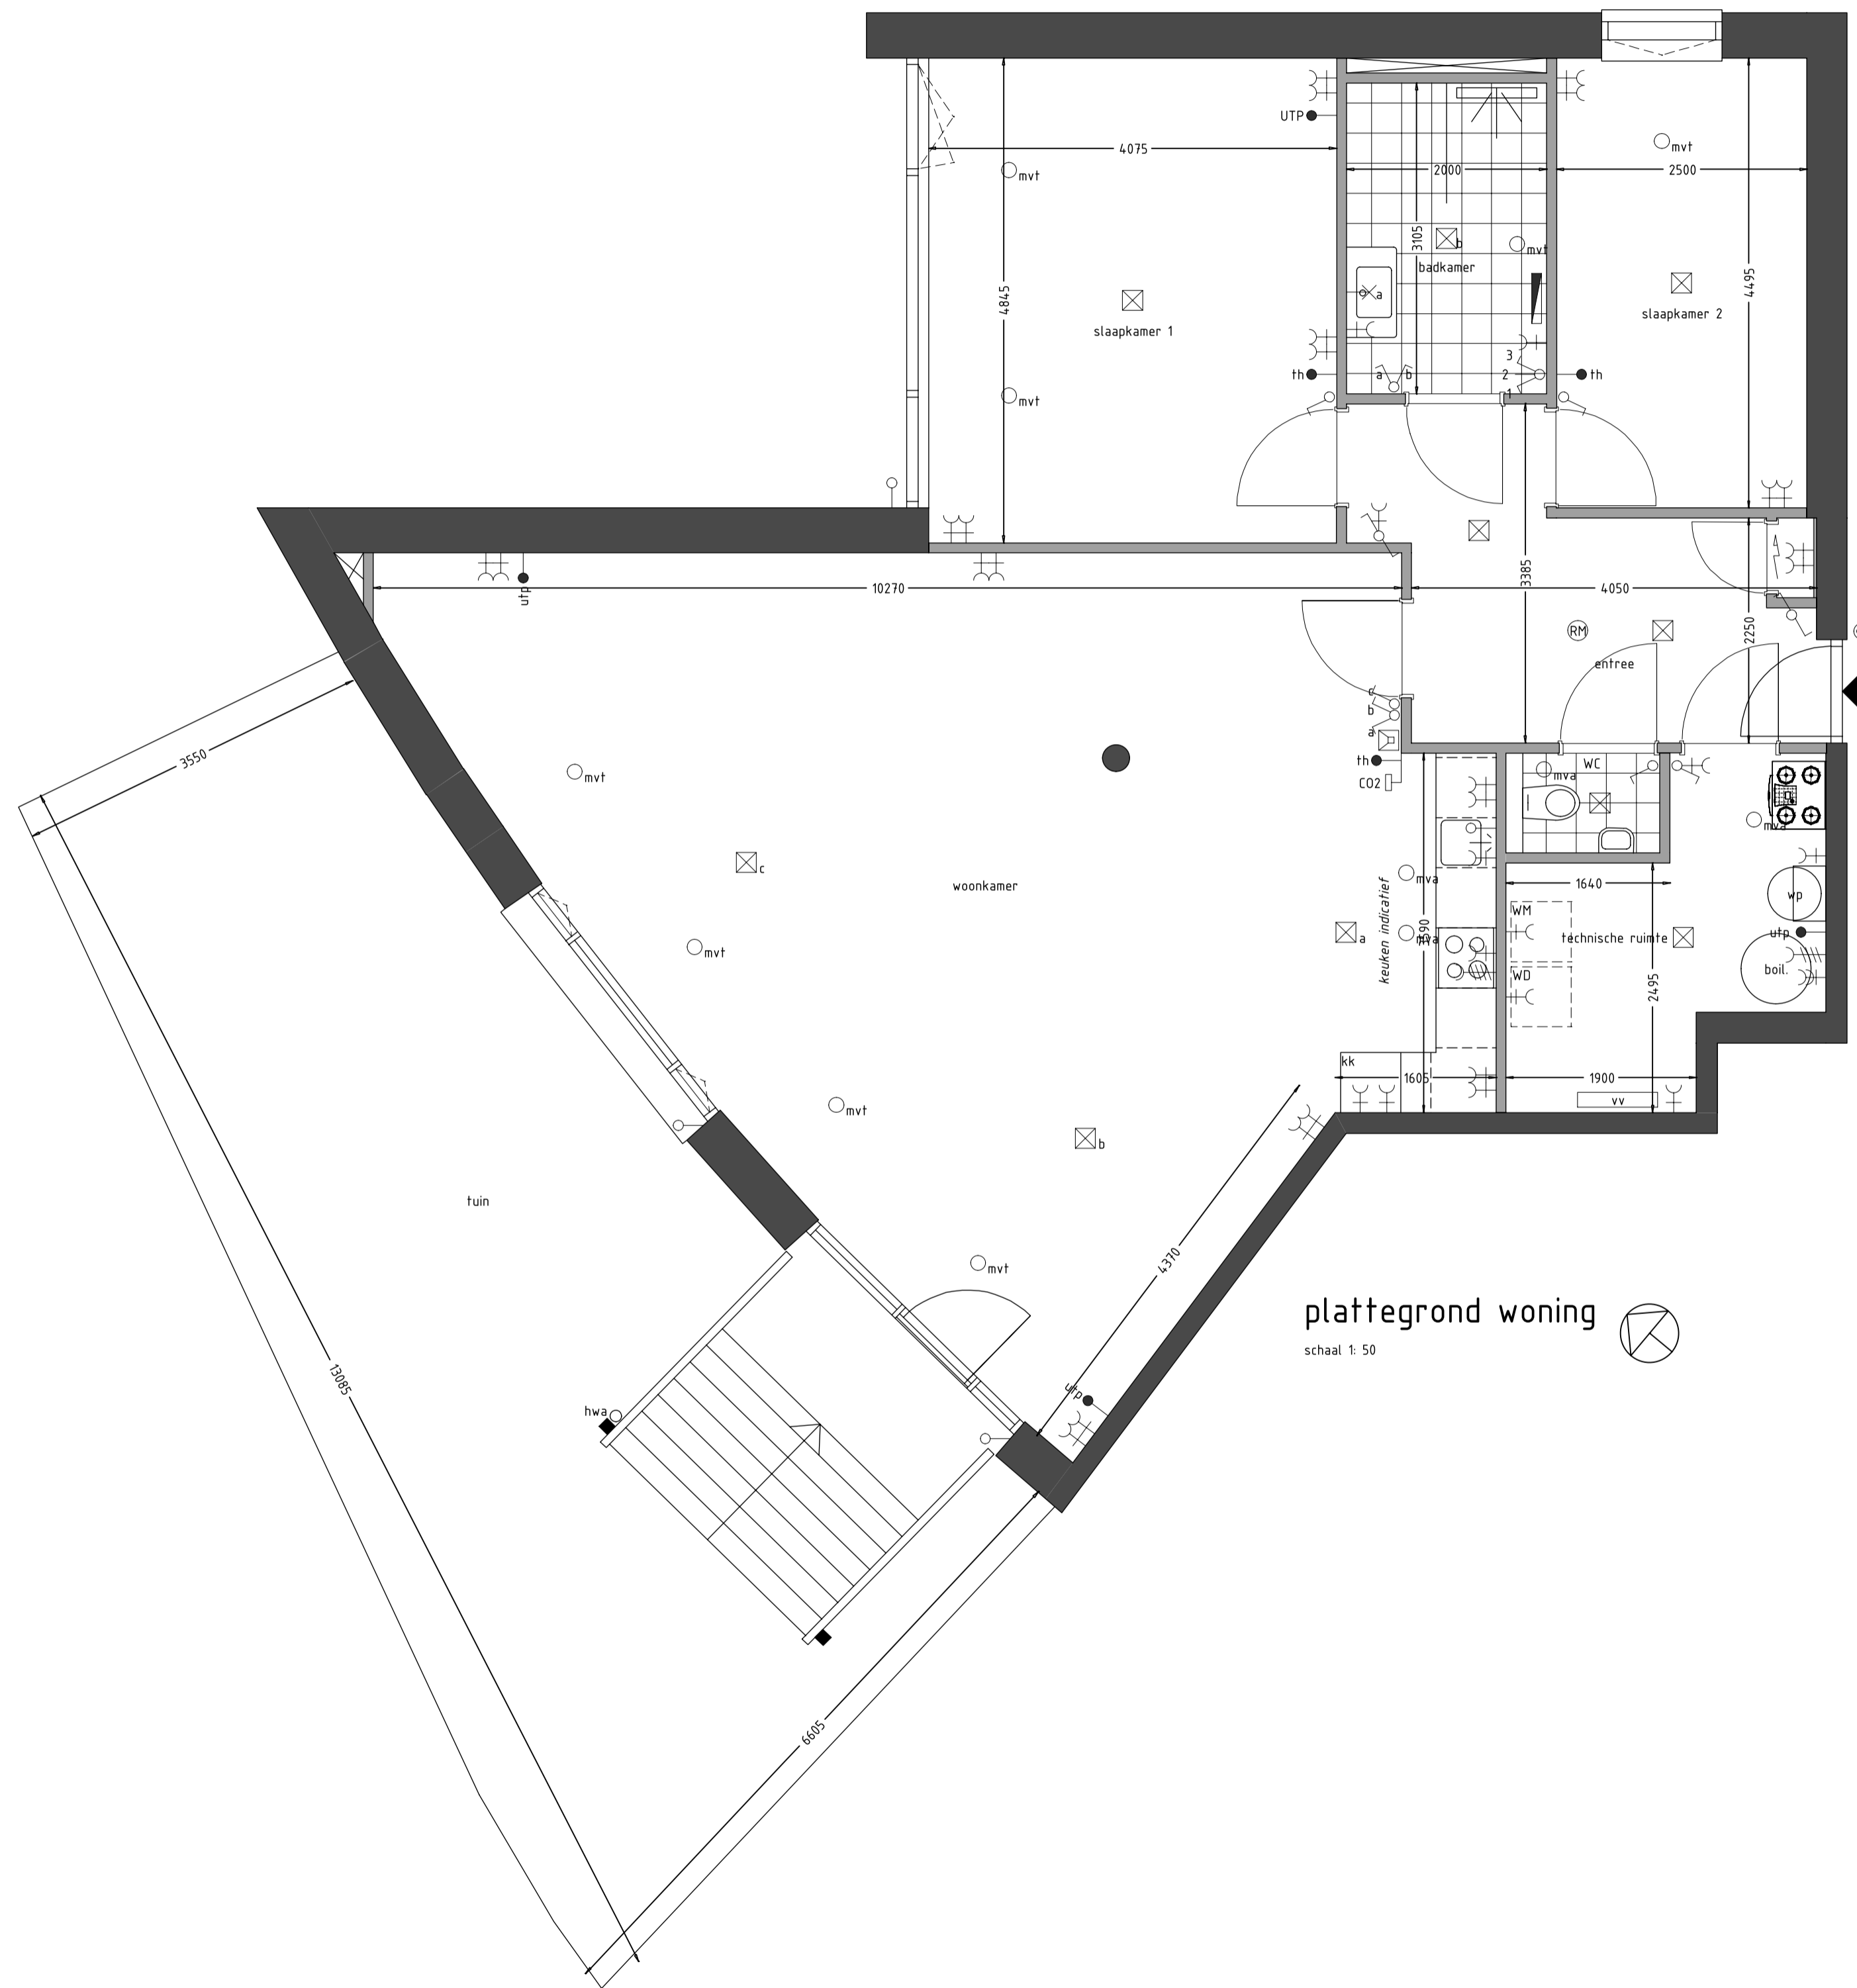 UTP
mvt
4075
2000
2500
mvt
3105
b
mvt
badkamer
4845
4495
a
slaapkamer 1
slaapkamer 2
3
th
a
b
2
th
1
mvt
utp
10270
3385
4050
RM
2250
entree
c
b
a
3550
th
WC
mva
CO2
mvt
mva
c
woonkamer
mva
keuken indicatief
1640
wp
WM
a
mva
technische ruimte
utp
mvt
WD
boil.
2495
kk
1605
1900
vv
mvt
b
tuin
4370
mvt
plattegrond woning
schaal 1: 50
13085
utp
hwa
6605